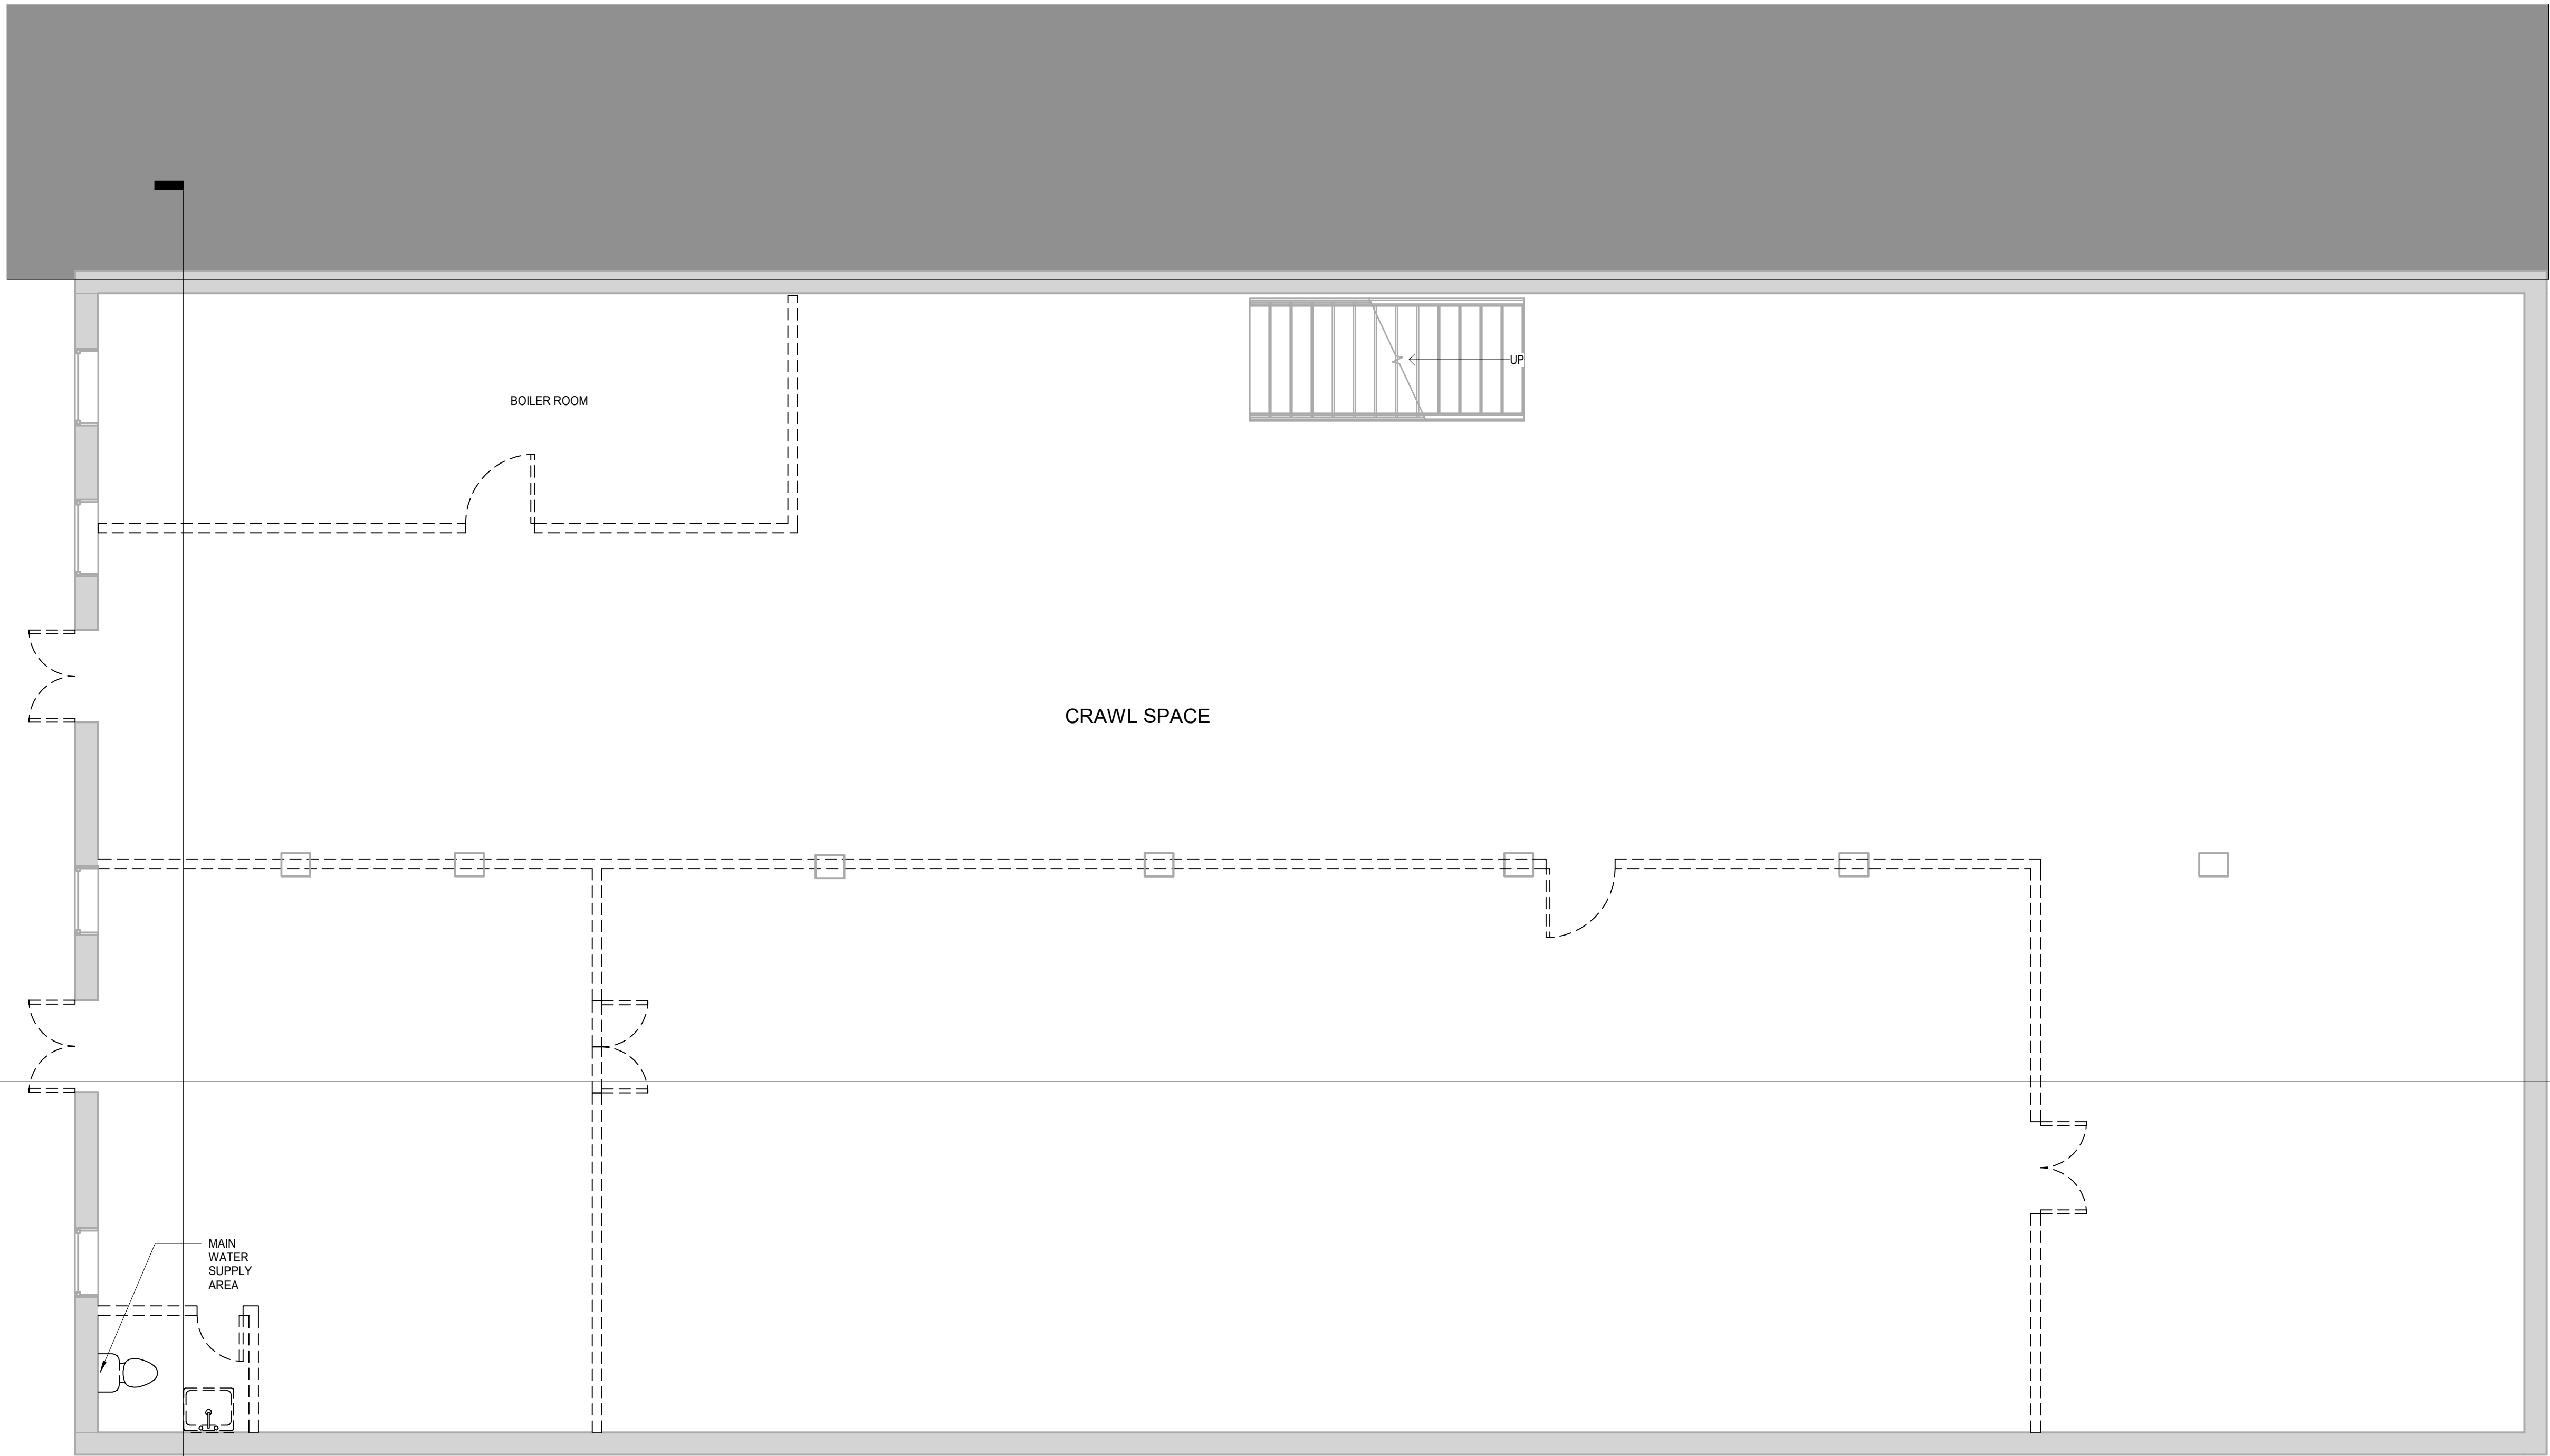 UP
BOILER ROOM
CRAWL SPACE
MAIN
WATER
SUPPLY
AREA